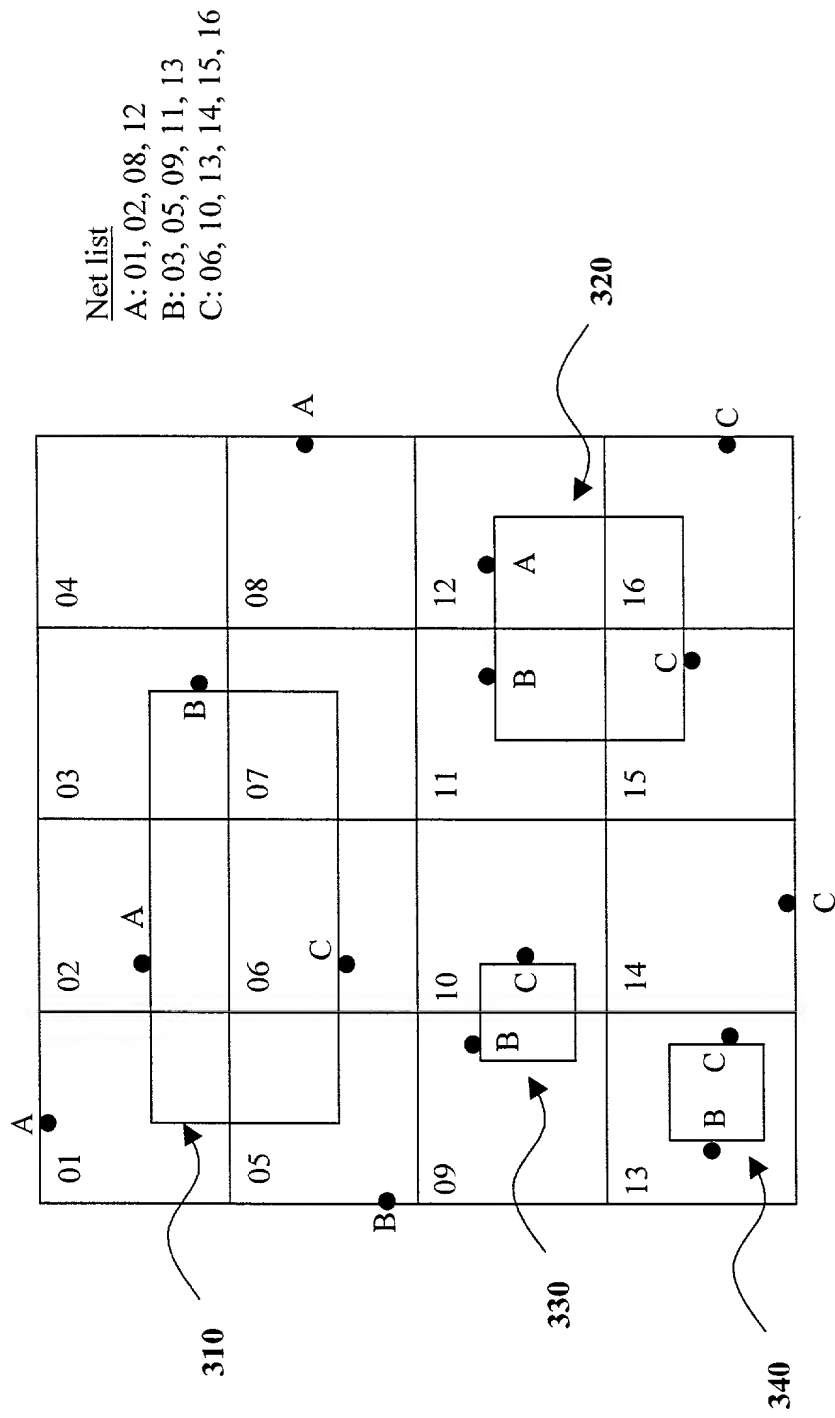 A
01
02
03
04
Net list
A: 01, 02, 08, 12
B: 03, 05, 09, 11, 13
C: 06, 10, 13, 14, 15, 16
A
B
310
05
06
07
08
A
C
B
09
10
11
12
B
C
B
A
330
320
13
14
15
16
C
B
C
C
340
C